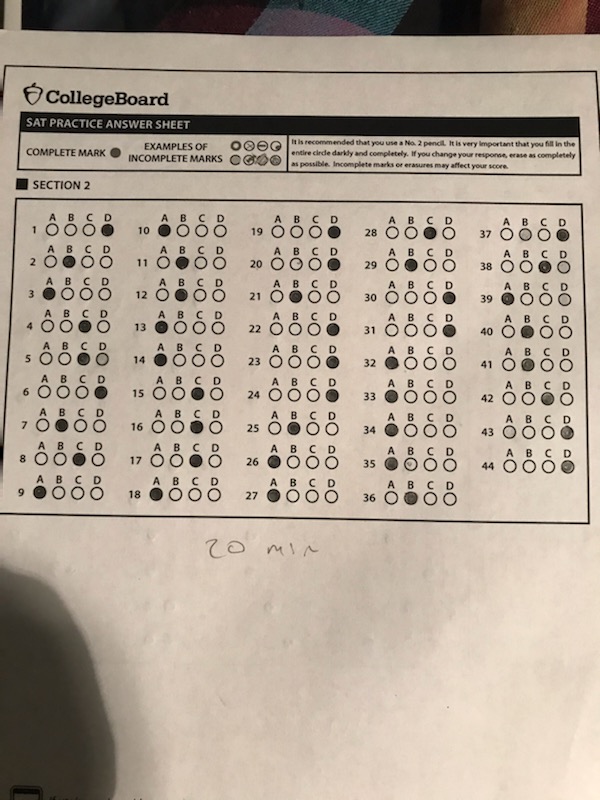 CollegeBoard
SAT PRACTICE ANSWER SHEET
COMPLETE MARK
EXAMPLES OF
INCOMPLETE MARKS
It is recommended that you use a No. 2 pencil. It is very important that you fill in the
entire circle darkly and completely. If you change your response, erase as completely
as possible. Incomplete marks or erasures may affect your score.
SECTION 2
A B C D
1
A B C D
2
A B C D
3
A B C D
4
A B C D
5
A B C D
6
A B C D
7
A B C D
8
A B C D
9
A B C D
10
A B C D
11
A B C D
12
A B C D
13
A B C D
14
A B C D
15
A B C D
16
A B C D
17
A B C D
18
A B C D
19
A B C D
20
A B C D
21
A B C D
22
A B C D
23
A B C D
24
A B C D
25
A B C D
26
A B C D
27
A B C D
28
A B C D
29
A B C D
30
A B C D
31
A B C D
32
A B C D
33
A B C D
34
A B C D
35
A B C D
36
A B C D
37
A B C D
38
A B C D
39
A B C D
40
A B C D
41
A B C D
42
A B C D
43
A B C D
44
20 min